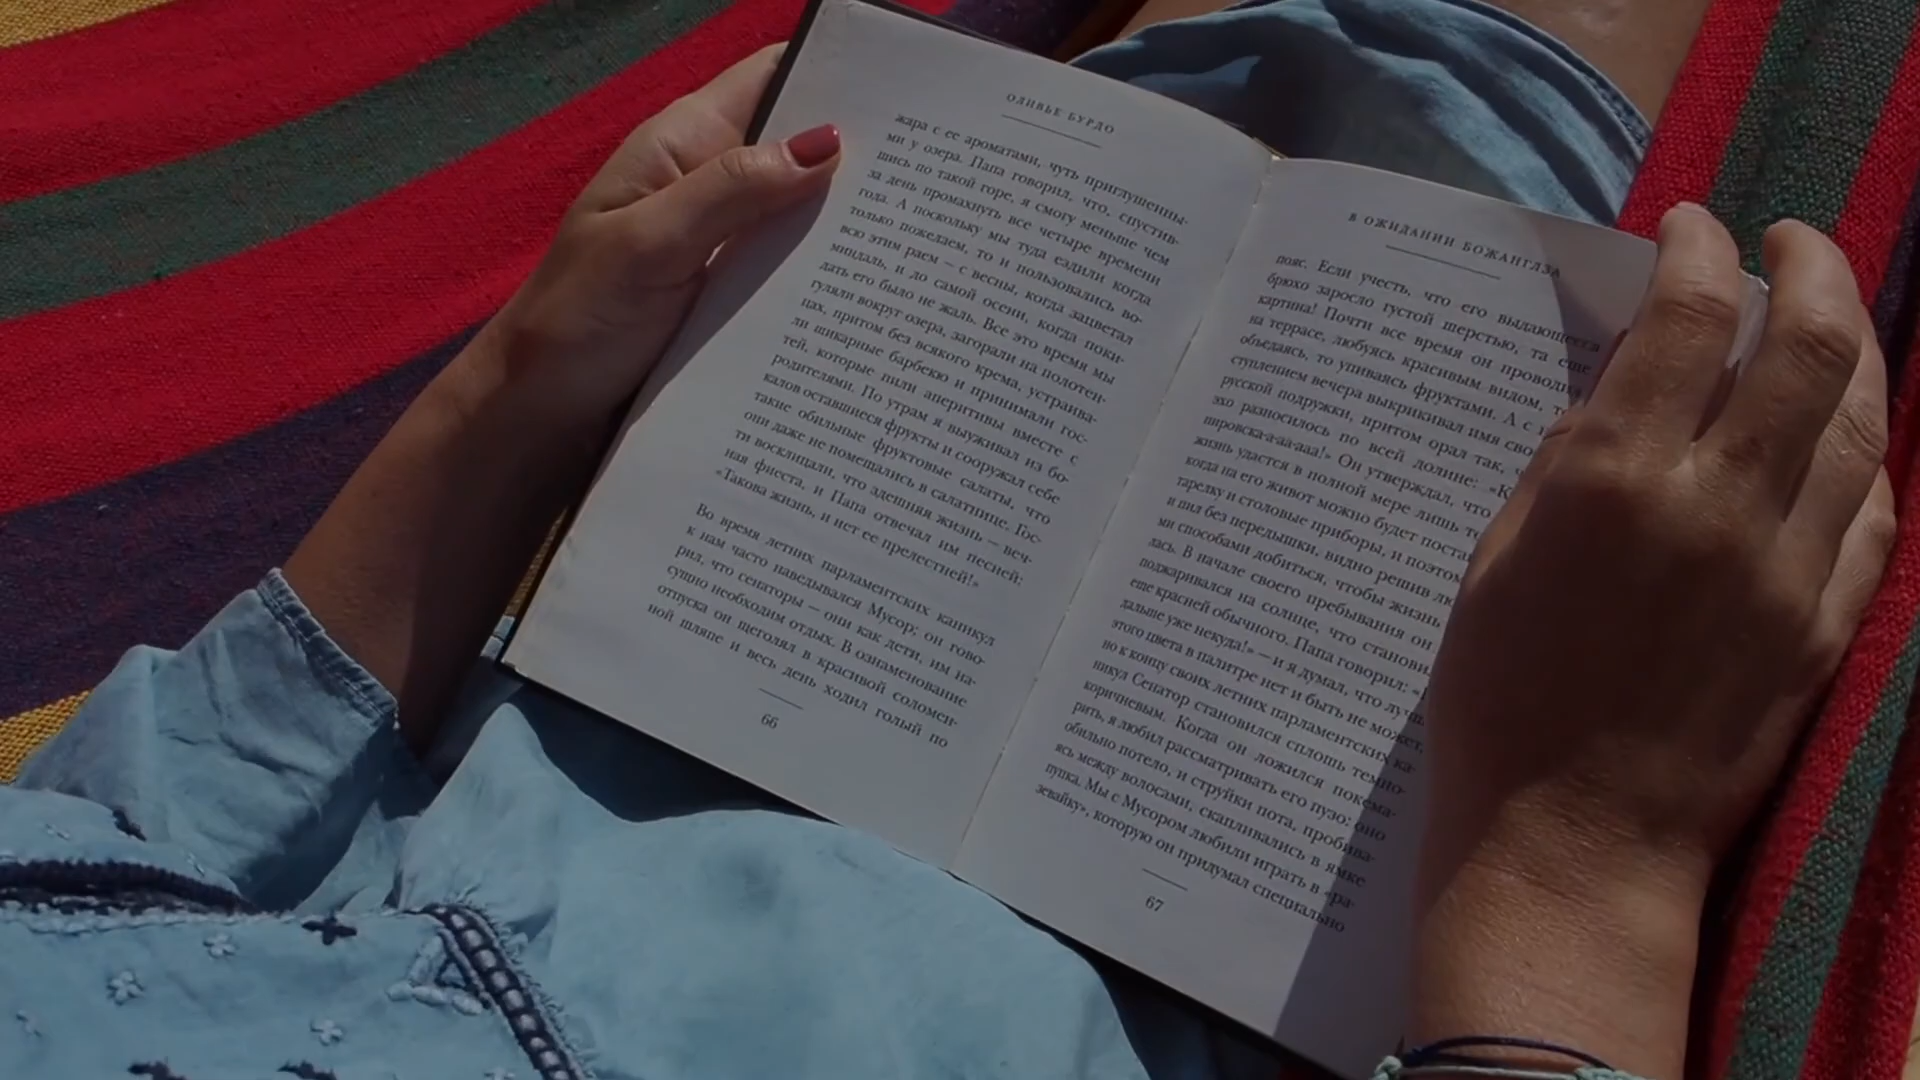 ОЛИВЬЕ БУРДО
жара с ее ароматами, чуть приглушенны-
ми у озера. Папа говорил, что, спустив-
шись по такой горе, я смогу меньше чем
за день промахнуть все четыре времени
года. А поскольку мы туда ездили когда
только пожелаем, то и пользовались во-
всю этим раем — с весны, когда зацветал
миндаль, и до самой осени, когда поки-
дать его было не жаль. Все это время мы
гуляли вокруг озера, загорали на полотен-
цах, притом без всякого крема, устраива-
ли шикарные барбекю и принимали гос-
тей, которые пили аперитивы вместе с
родителями. По утрам я выуживал из бо-
калов оставшиеся фрукты и сооружал себе
такие обильные фруктовые салаты, что
они даже не помещались в салатнице. Гос-
ти восклицали, что здешняя жизнь — веч-
ная фиеста, и Папа отвечал им песней:
«Такова жизнь, и нет ее прелестней!»
Во время летних парламентских каникул
к нам часто наведывался Мусор; он гово-
рил, что сенаторы — они как дети, им на-
сущно необходим отдых. В ознаменование
отпуска он щеголял в красивой соломен-
ной шляпе и весь день ходил голый по
66
В ОЖИДАНИИ БОЖАНГЛЗА
пояс. Если учесть, что его выдающееся
брюхо заросло густой шерстью, та еще
картина! Почти все время он проводил
на террасе, любуясь красивым видом, то
объедаясь, то упиваясь фруктами. А с
ступлением вечера выкрикивал имя сво
русской подружки, притом орал так,
эхо разносилось по всей долине: «К
пировска-а-аа-ааа!» Он утверждал, что
жизнь удастся в полной мере лишь то
когда на его живот можно будет поста
тарелку и столовые приборы, и поэтом
и пил без передышки, видно решив лю
ми способами добиться, чтобы жизнь
лась. В начале своего пребывания он
поджаривался на солнце, что станови
еще красней обычного. Папа говорил:
дальше уже некуда!» — и я думал, что лучш
этого цвета в палитре нет и быть не может,
но к концу своих летних парламентских ка-
никул Сенатор становился сплошь темно-
коричневым. Когда он ложился покема-
рить, я любил рассматривать его пузо: оно
обильно потело, и струйки пота, пробива-
ясь между волосами, скапливались в ямке
пупка. Мы с Мусором любили играть в «ра-
зевайку», которую он придумал специально
67